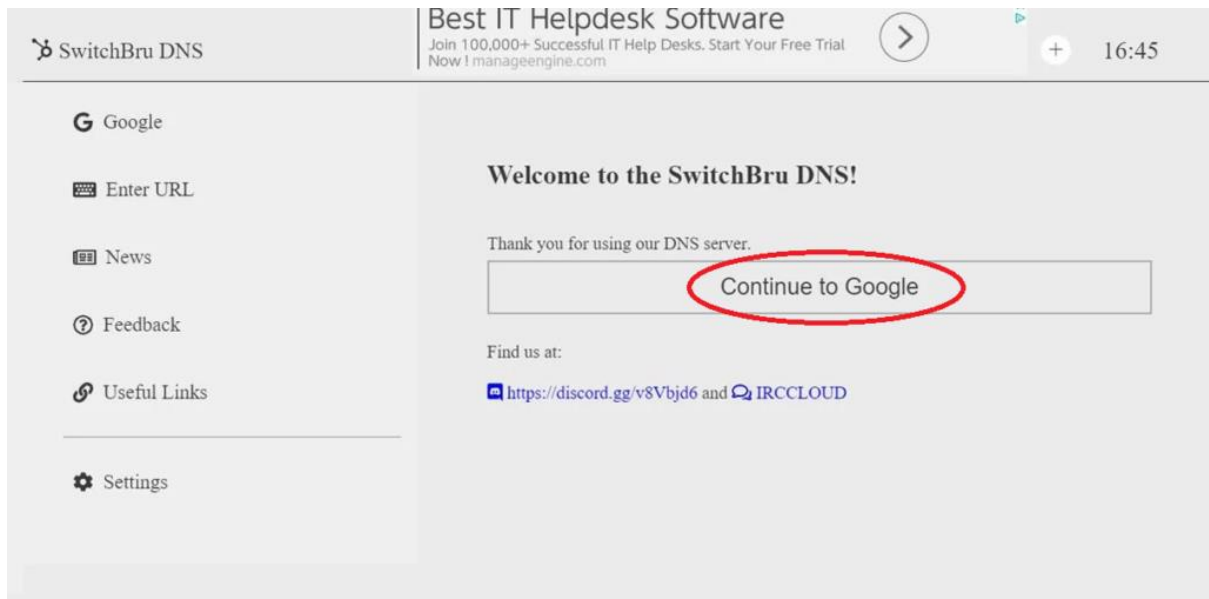 Best IT Helpdesk Software
Join 100,000+ Successful IT Help Desks. Start Your Free Trial
Now ! manageengine.com
SwitchBru DNS
16:45
Google
Enter URL
News
Feedback
Useful Links
Settings
Welcome to the SwitchBru DNS!
Thank you for using our DNS server.
Continue to Google
Find us at:
https://discord.gg/v8Vbjd6 and IRCCLOUD